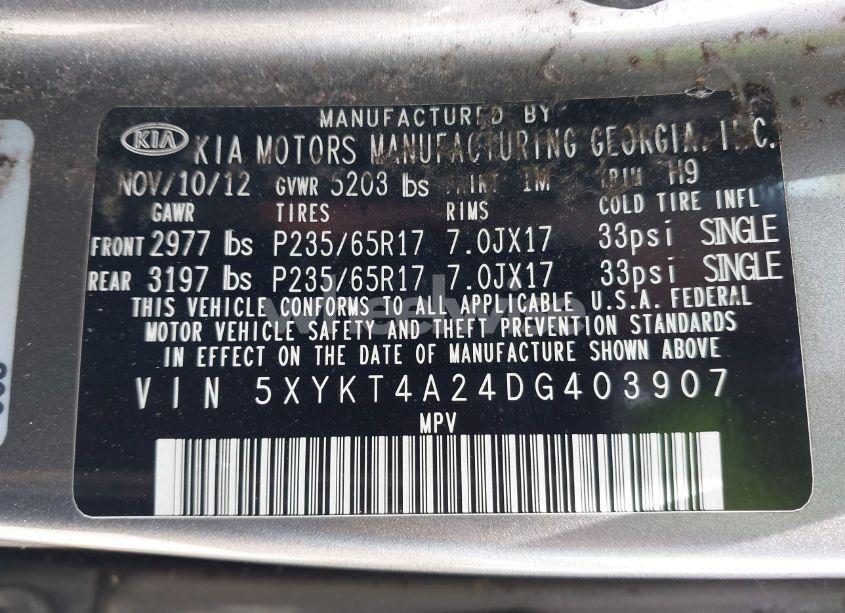 MANUFACTURED BY
KIA KIA MOTORS MANUFACTURING GEORGIA, INC.
NOV/10/12 GVWR 5203 lbs PAINT IM TRIM H9
GAWR TIRES RIMS COLD TIRE INFL
FRONT 2977 lbs P235/65R17 7.0JX17 33psi SINGLE
REAR 3197 lbs P235/65R17 7.0JX17 33psi SINGLE
THIS VEHICLE CONFORMS TO ALL APPLICABLE U.S.A. FEDERAL
MOTOR VEHICLE SAFETY AND THEFT PREVENTION STANDARDS
IN EFFECT ON THE DATE OF MANUFACTURE SHOWN ABOVE
VIN 5XYKT4A24DG403907
MPV